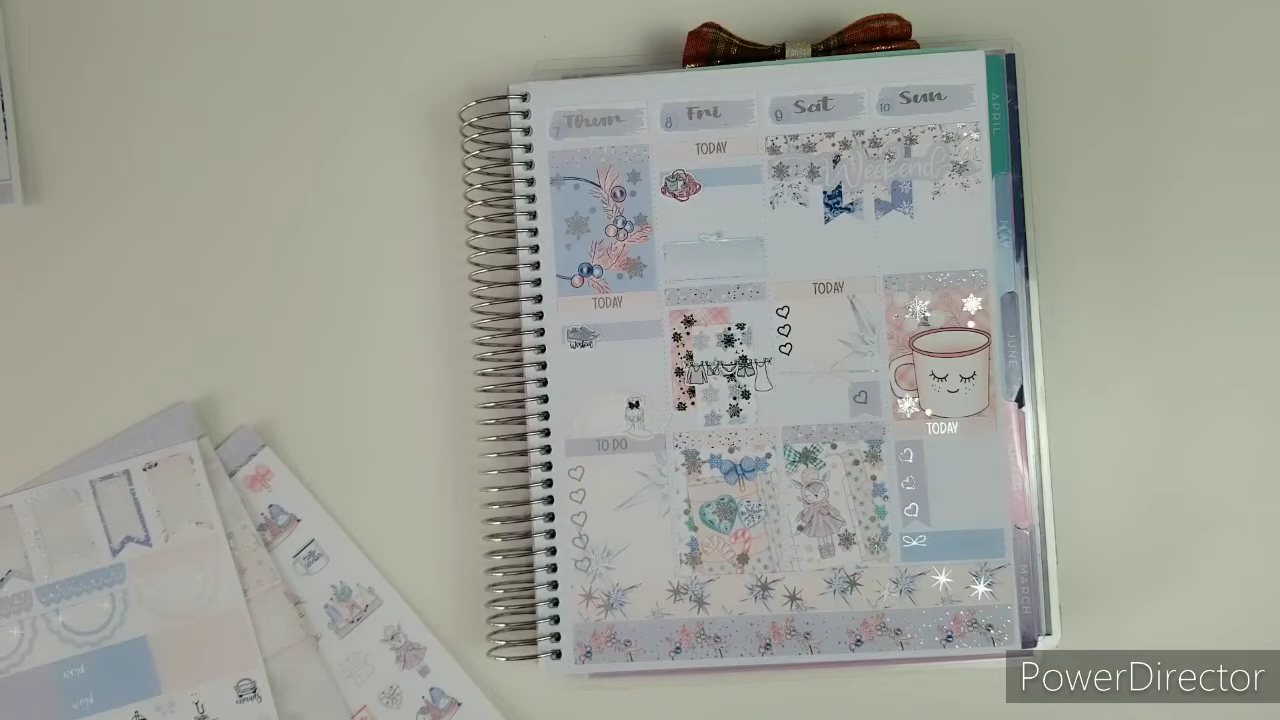 7 Thur
8 Fri
9 Sat
10 Sun
TODAY
Weekend
TODAY
TODAY
TODAY
TO DO
APRIL
MAY
JUNE
MARCH
PowerDirector